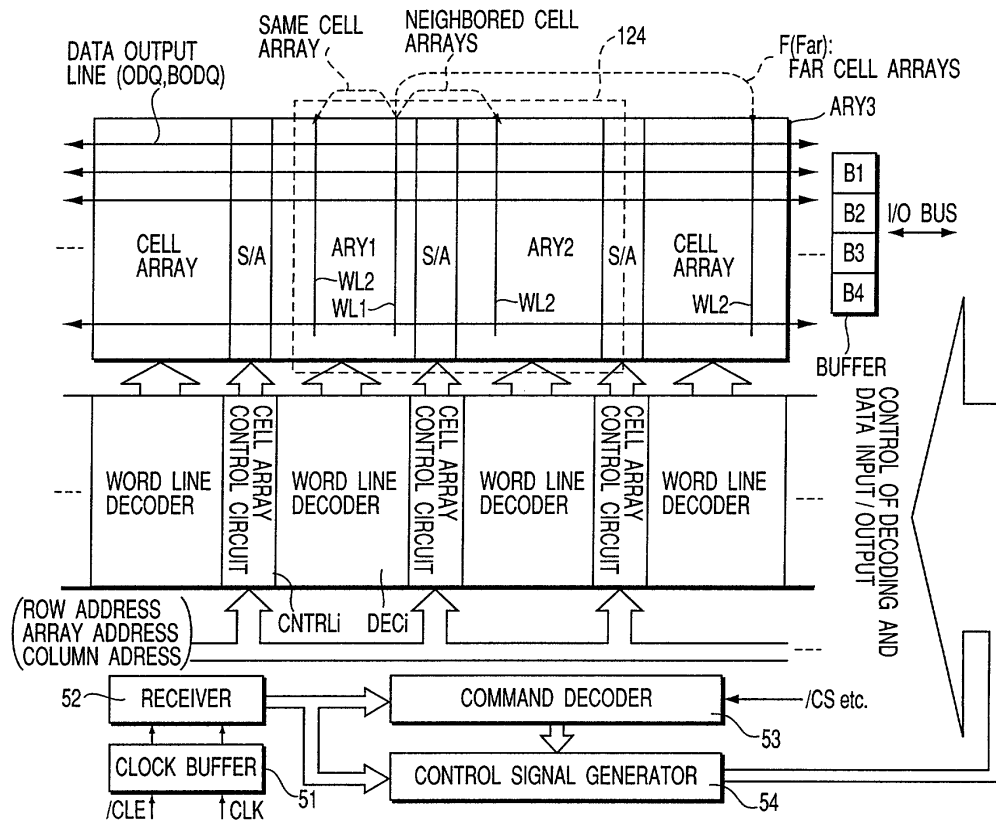 SAME CELL
ARRAY
NEIGHBORED CELL
ARRAYS
124
F(Far):
FAR CELL ARRAYS
DATA OUTPUT
LINE (ODQ,BODQ)
ARY3
B1
B2
B3
B4
I/O BUS
BUFFER
CELL
ARRAY
S/A
ARY1
S/A
ARY2
S/A
CELL
ARRAY
WL2
WL1
WL2
WL2
WORD LINE
DECODER
CELL ARRAY
CONTROL CIRCUIT
WORD LINE
DECODER
CELL ARRAY
CONTROL CIRCUIT
WORD LINE
DECODER
CELL ARRAY
CONTROL CIRCUIT
WORD LINE
DECODER
CONTROL OF DECODING AND
DATA INPUT/OUTPUT
CNTRLi
DECi
(ROW ADDRESS
ARRAY ADDRESS
COLUMN ADRESS)
52
RECEIVER
COMMAND DECODER
/CS etc.
53
CLOCK BUFFER
51
CONTROL SIGNAL GENERATOR
54
/CLE
CLK